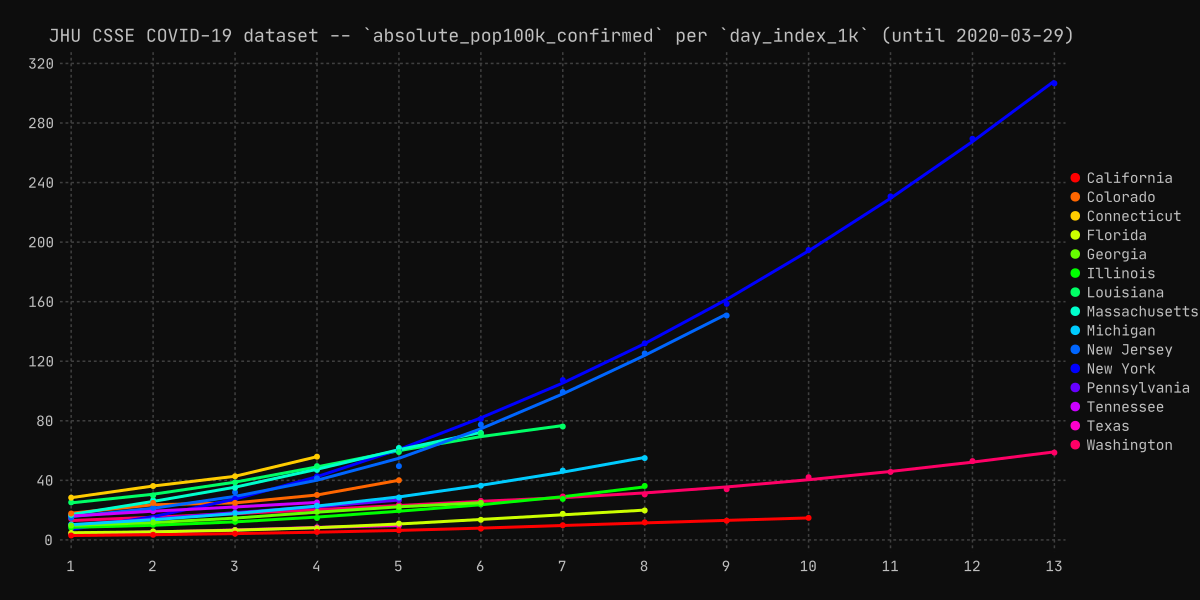 JHU CSSE COVID-19 dataset -- `absolute_pop100k_confirmed` per `day_index_1k` (until 2020-03-29)
320
280
240
200
160
120
80
40
0
1 2 3 4 5 6 7 8 9 10 11 12 13
California
Colorado
Connecticut
Florida
Georgia
Illinois
Louisiana
Massachusetts
Michigan
New Jersey
New York
Pennsylvania
Tennessee
Texas
Washington